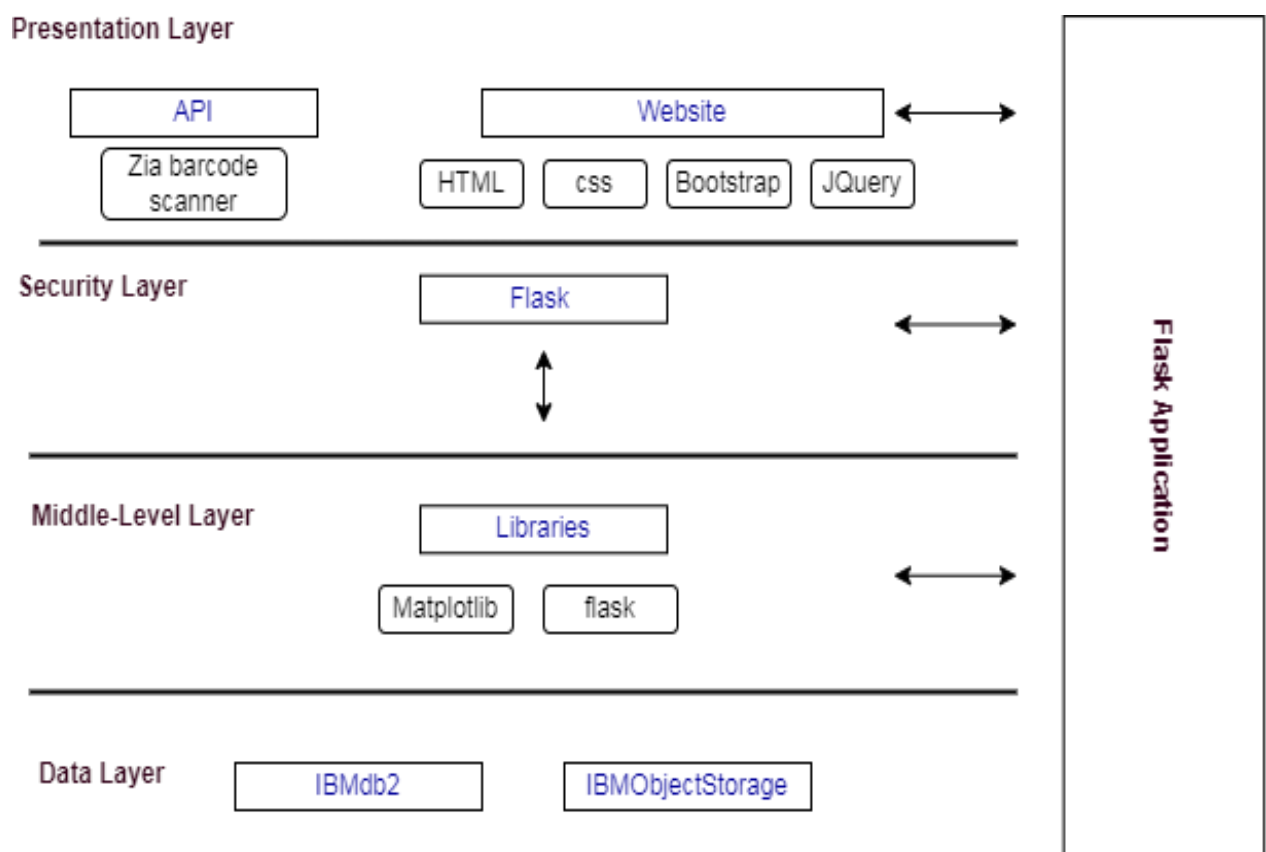 Presentation Layer
API
Website
Zia barcode
scanner
HTML
css
Bootstrap
JQuery
Security Layer
Flask
Middle-Level Layer
Libraries
Matplotlib
flask
Data Layer
IBMdb2
IBMObjectStorage
Flask Application